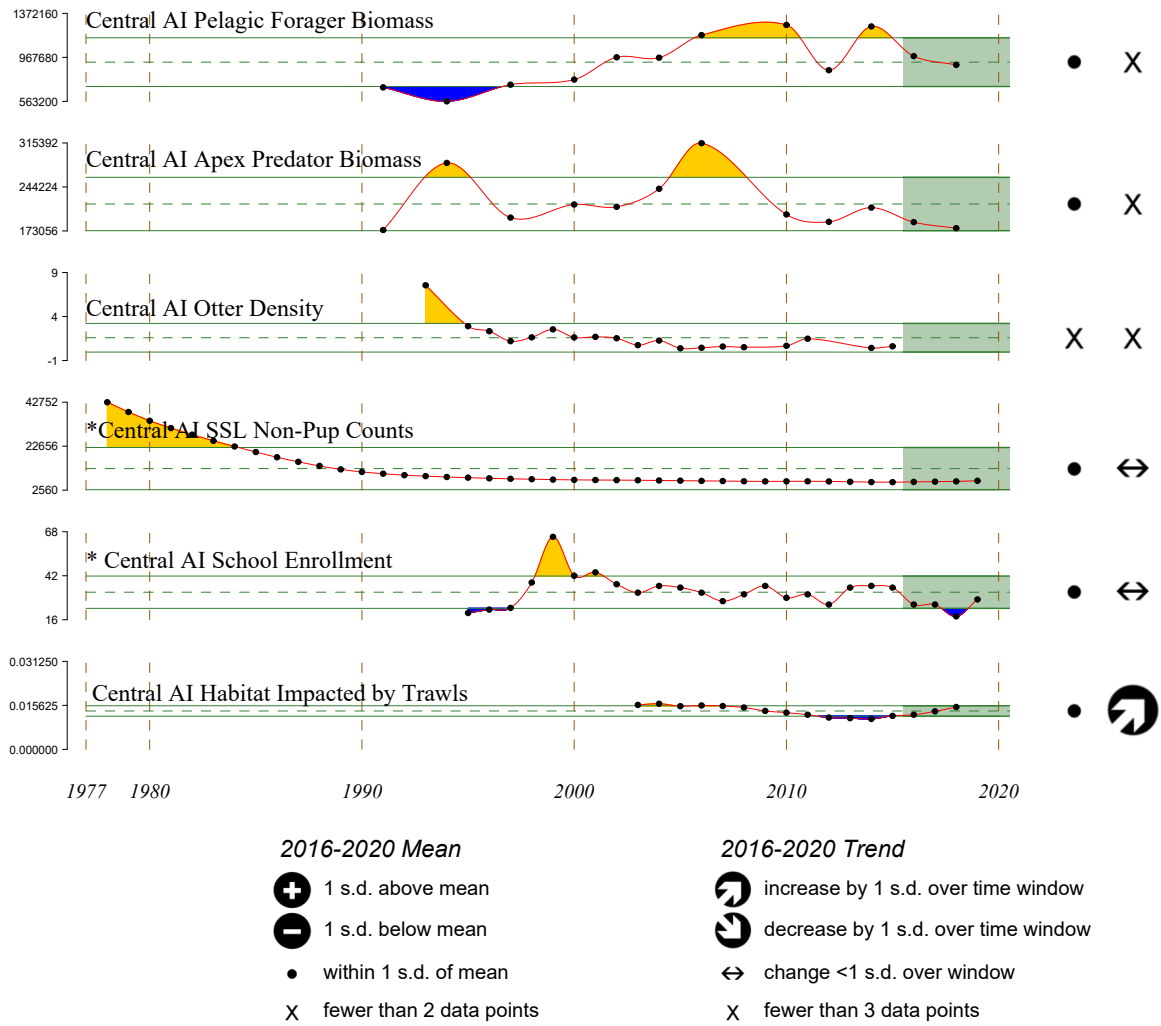 Central AI Pelagic Forager Biomass
1372160
967680
563200
X
Central AI Apex Predator Biomass
315392
244224
173056
X
Central AI Otter Density
9
4
-1
X X
*Central AI SSL Non-Pup Counts
42752
22656
2560
* Central AI School Enrollment
68
42
16
Central AI Habitat Impacted by Trawls
0.031250
0.015625
0.000000
1977 1980 1990 2000 2010 2020
2016-2020 Mean
1 s.d. above mean
1 s.d. below mean
within 1 s.d. of mean
X fewer than 2 data points
2016-2020 Trend
increase by 1 s.d. over time window
decrease by 1 s.d. over time window
change <1 s.d. over window
X fewer than 3 data points